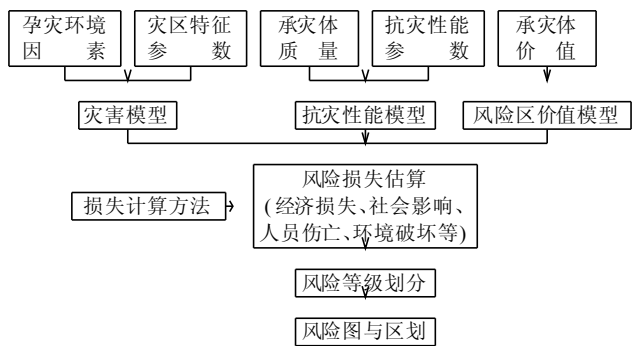 孕灾环境 灾区特征 承灾体 抗灾性能 承灾体
因素 参数 质量 参数 价值
灾害模型 抗灾性能模型 风险区价值模型
风险损失估算
损失计算方法 (经济损失、社会影响、
人员伤亡、环境破坏等)
风险等级划分
风险图与区划